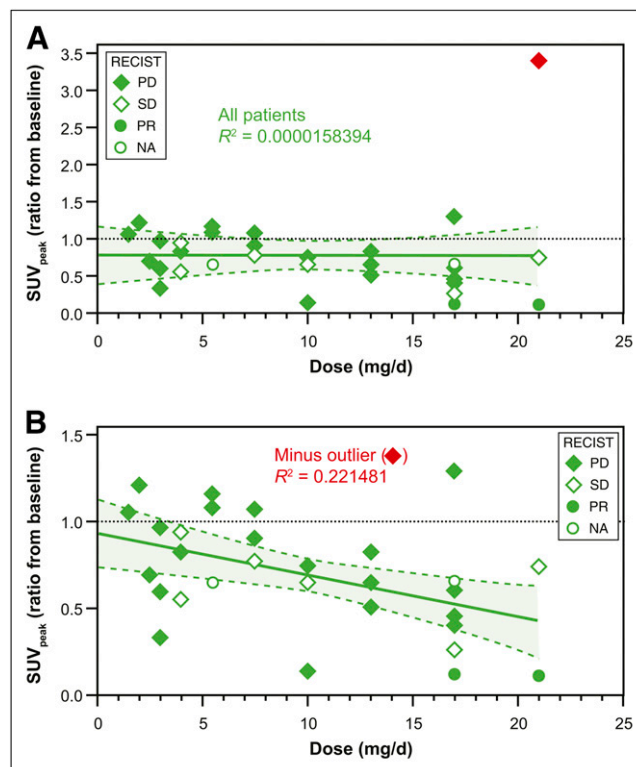 A
RECIST
PD
SD
PR
NA
All patients
R² = 0.0000158394
SUVpeak (ratio from baseline)
3.5
3.0
2.5
2.0
1.5
1.0
0.5
0.0
0 5 10 15 20 25
Dose (mg/d)
B
Minus outlier ( )
R² = 0.221481
RECIST
PD
SD
PR
NA
SUVpeak (ratio from baseline)
1.5
1.0
0.5
0.0
0 5 10 15 20 25
Dose (mg/d)